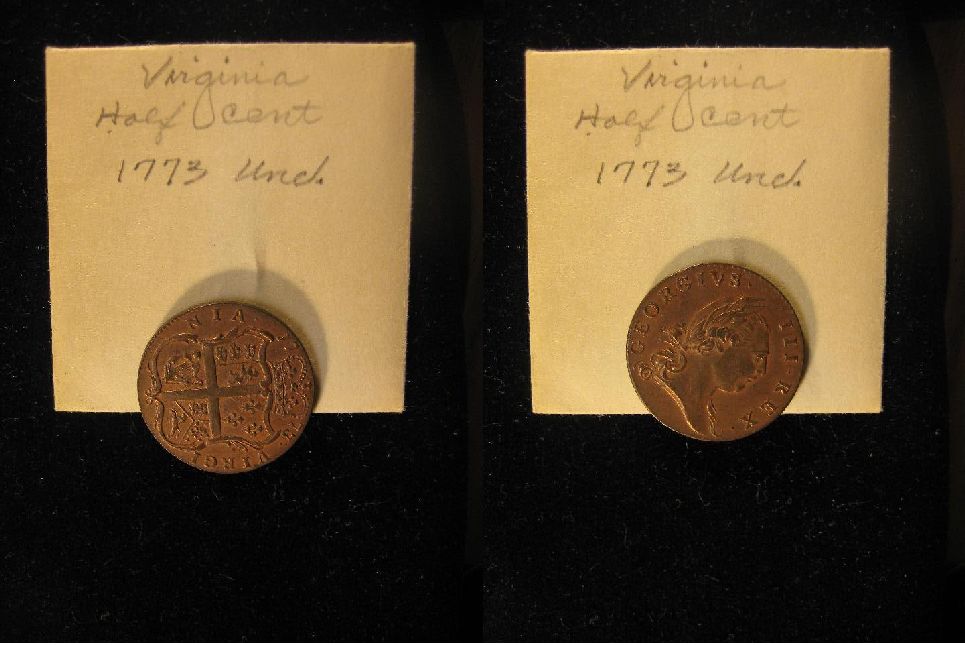 Virginia
Half Cent
1773 Unc.
NIA
VIRGI
Virginia
Half Cent
1773 Unc.
GEORGIVS · III · REX ·